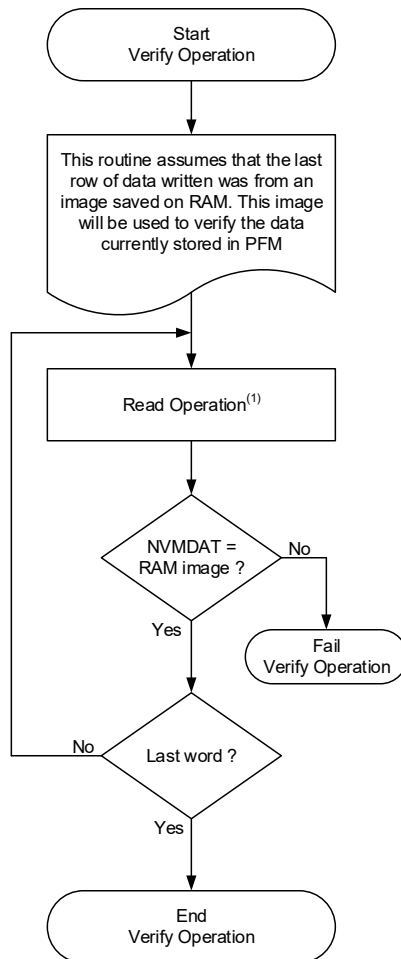 Start
Verify Operation
This routine assumes that the last
row of data written was from an
image saved on RAM. This image
will be used to verify the data
currently stored in PFM
Read Operation(1)
NVMDAT =
RAM image ?
No
Yes
Fail
Verify Operation
Last word ?
No
Yes
End
Verify Operation